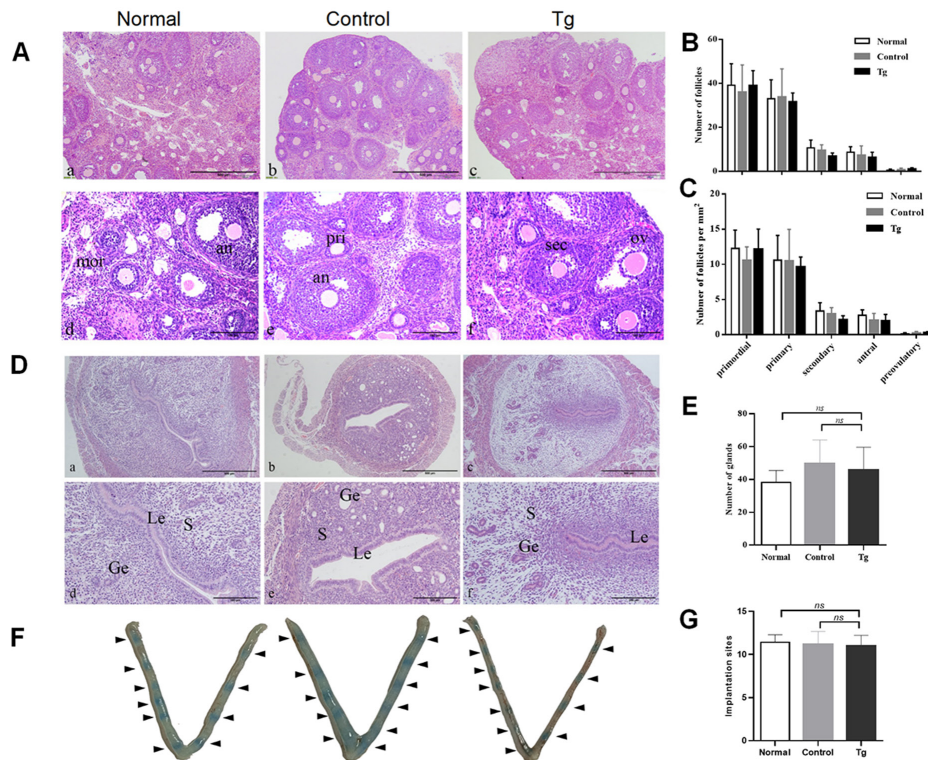 Normal Control Tg
A
a
b
c
mor
an
d
pri
an
e
sec
ov
f
B
Normal
Control
Tg
Nubmer of follicles
60
40
20
0
C
Normal
Control
Tg
Nubmer of follicles per mm²
20
15
10
5
0
primordial
primary
secondary
antral
preovulatory
D
a
b
c
Le
S
Ge
d
Ge
S
Le
e
S
Ge
Le
f
E
ns
ns
Number of glands
80
60
40
20
0
Normal Control Tg
F
G
ns
ns
Implantation sites
15
10
5
0
Normal Control Tg